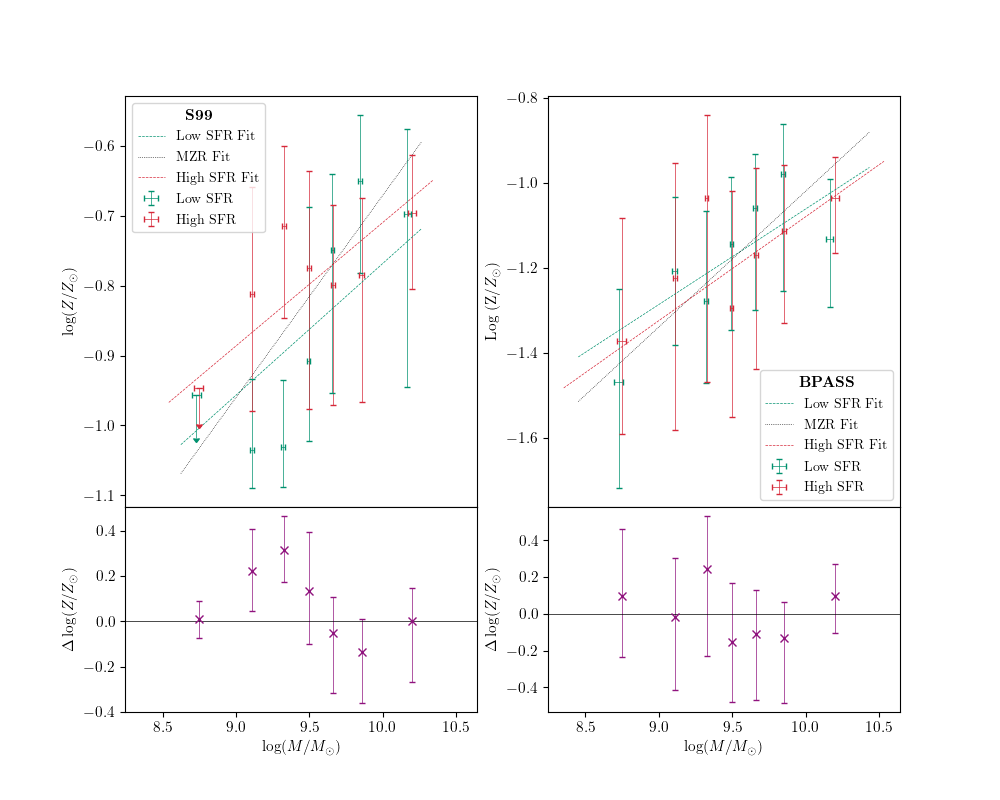 S99
Low SFR Fit
MZR Fit
High SFR Fit
Low SFR
High SFR
log(Z/Z⊙)
−0.6
−0.7
−0.8
−0.9
−1.0
−1.1
Δ log(Z/Z⊙)
0.4
0.2
0.0
−0.2
−0.4
8.5 9.0 9.5 10.0 10.5
log(M/M⊙)
Log (Z/Z⊙)
−0.8
−1.0
−1.2
−1.4
−1.6
BPASS
Low SFR Fit
MZR Fit
High SFR Fit
Low SFR
High SFR
Δ log(Z/Z⊙)
0.4
0.2
0.0
−0.2
−0.4
8.5 9.0 9.5 10.0 10.5
log(M/M⊙)